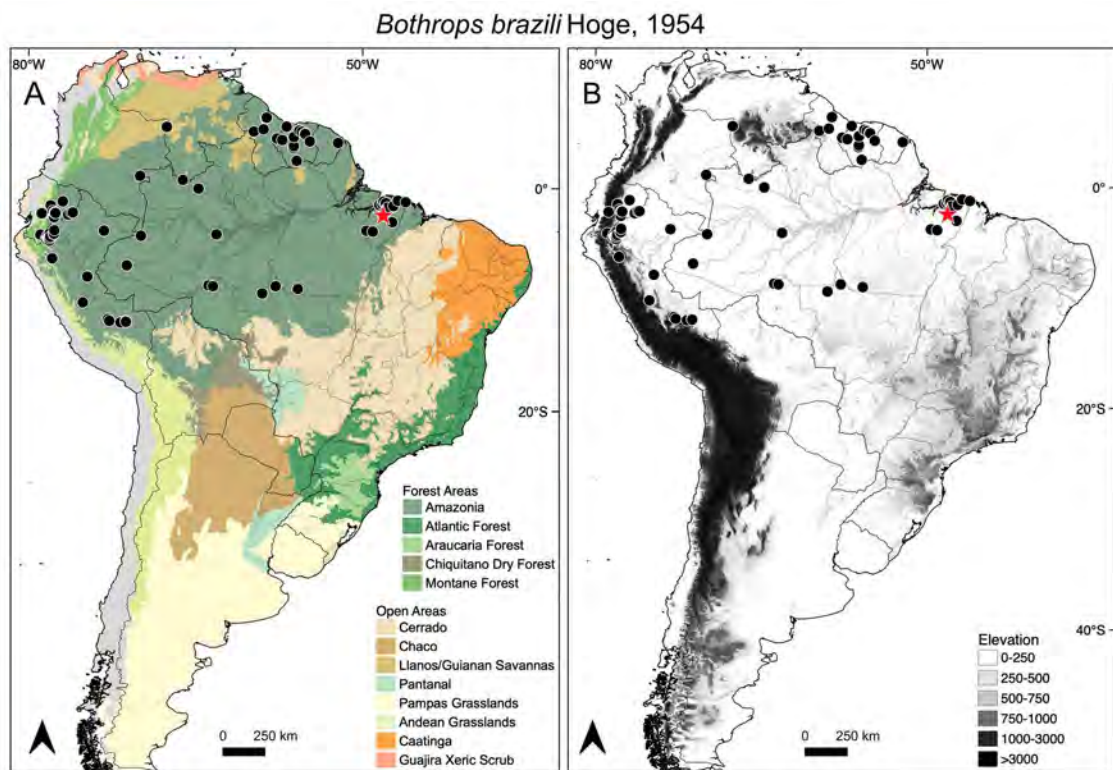 Bothrops brazili Hoge, 1954
80°W
50°W
A
0°
20°S
Forest Areas
Amazonia
Atlantic Forest
Araucaria Forest
Chiquitano Dry Forest
Montane Forest
Open Areas
Cerrado
Chaco
Llanos/Guianan Savannas
Pantanal
Pampas Grasslands
Andean Grasslands
Caatinga
Guajira Xeric Scrub
250 km
80°W
50°W
B
0°
20°S
40°S
Elevation
0-250
250-500
500-750
750-1000
1000-3000
>3000
250 km